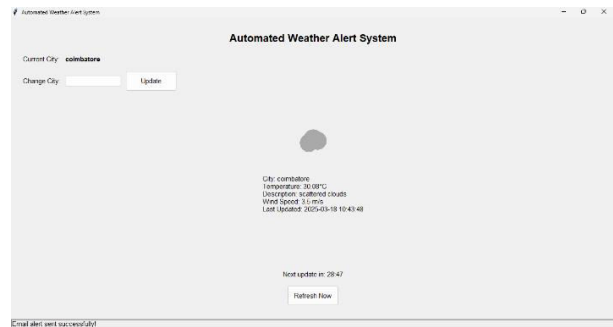 Automated Weather Alert System
Automated Weather Alert System
Current City: coimbatore
Change City: Update
City: coimbatore
Temperature: 30.08°C
Description: scattered clouds
Wind Speed: 3.6 m/s
Last Updated: 2025-03-18 10:43:48
Next update in: 28:47
Refresh Now
Email alert sent successfully!